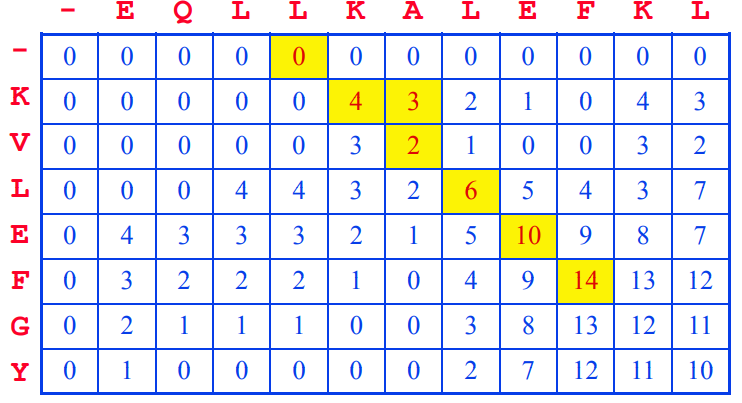 - E Q L L K A L E F K L
- 0 0 0 0 0 0 0 0 0 0 0 0
K 0 0 0 0 0 4 3 2 1 0 4 3
V 0 0 0 0 0 3 2 1 0 0 3 2
L 0 0 0 4 4 3 2 6 5 4 3 7
E 0 4 3 3 3 2 1 5 10 9 8 7
F 0 3 2 2 2 1 0 4 9 14 13 12
G 0 2 1 1 1 0 0 3 8 13 12 11
Y 0 1 0 0 0 0 0 2 7 12 11 10